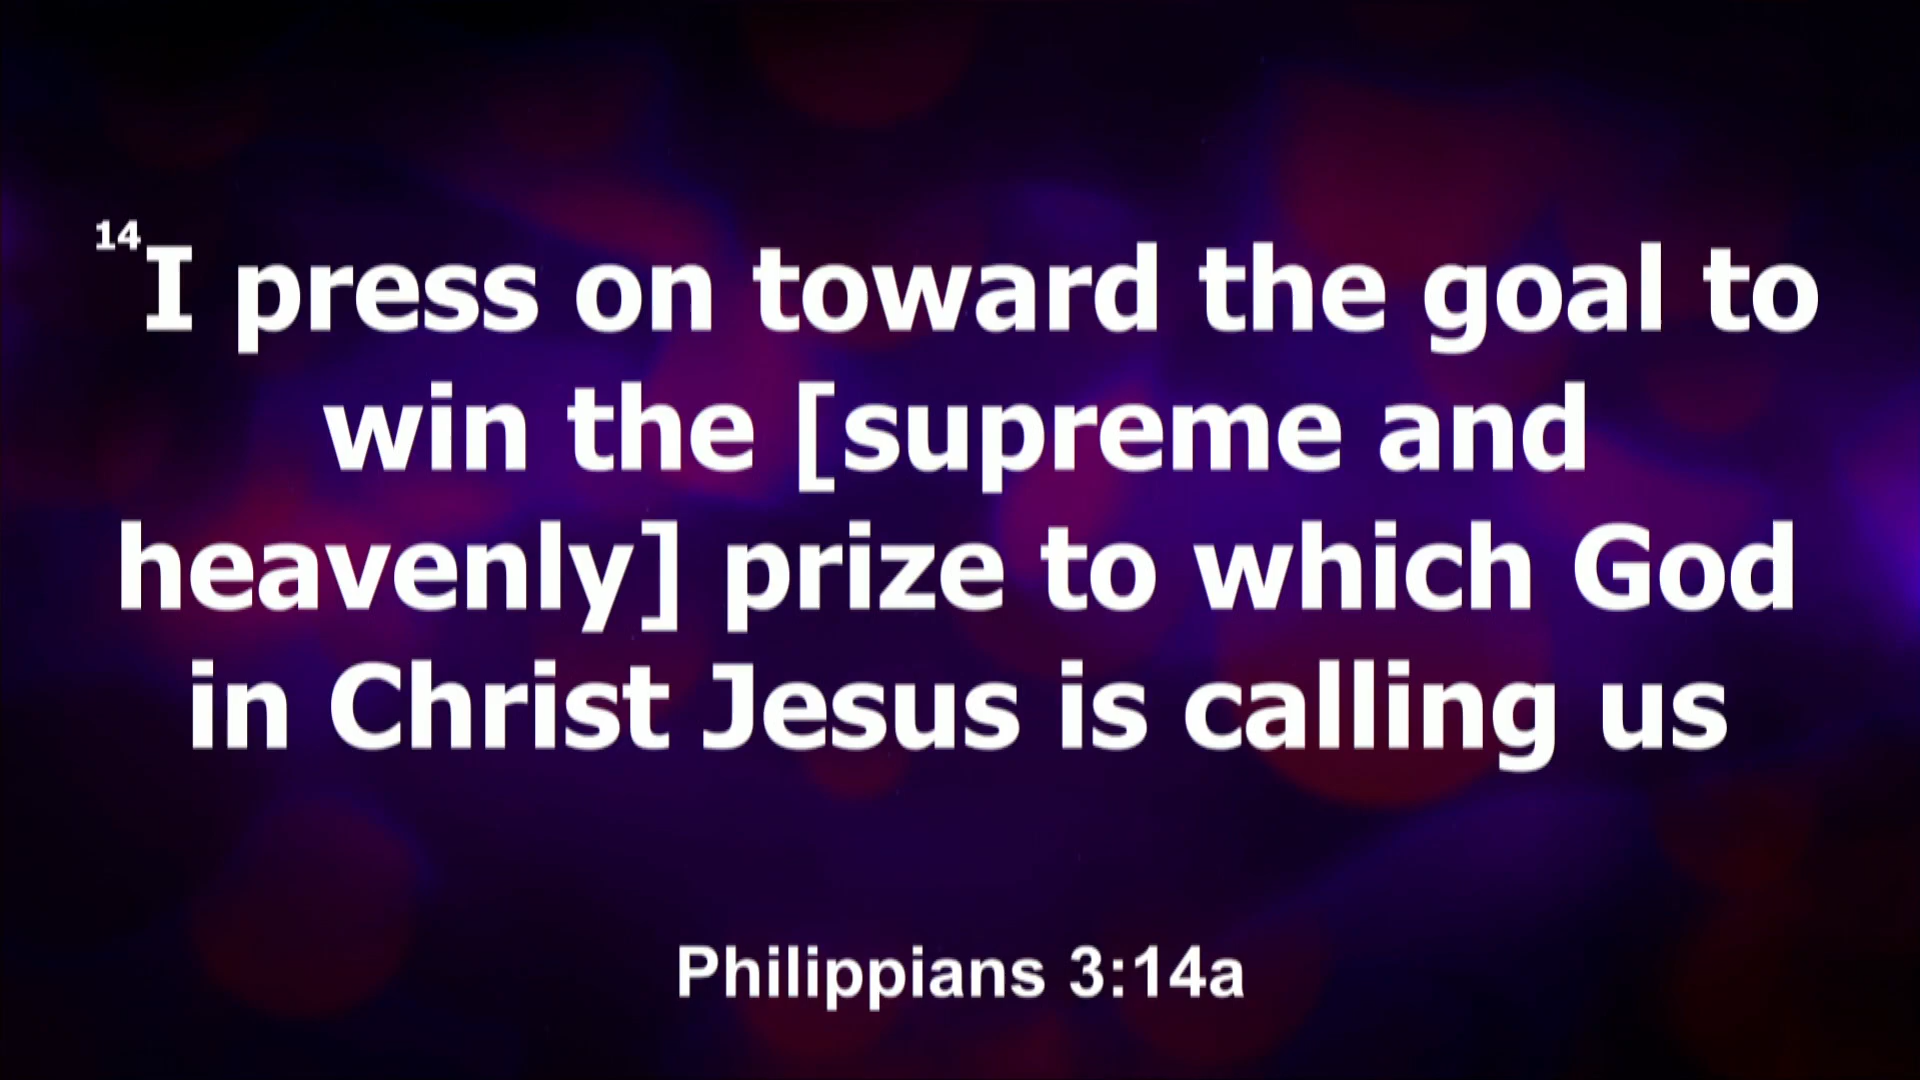 14I press on toward the goal to
win the [supreme and
heavenly] prize to which God
in Christ Jesus is calling us
Philippians 3:14a